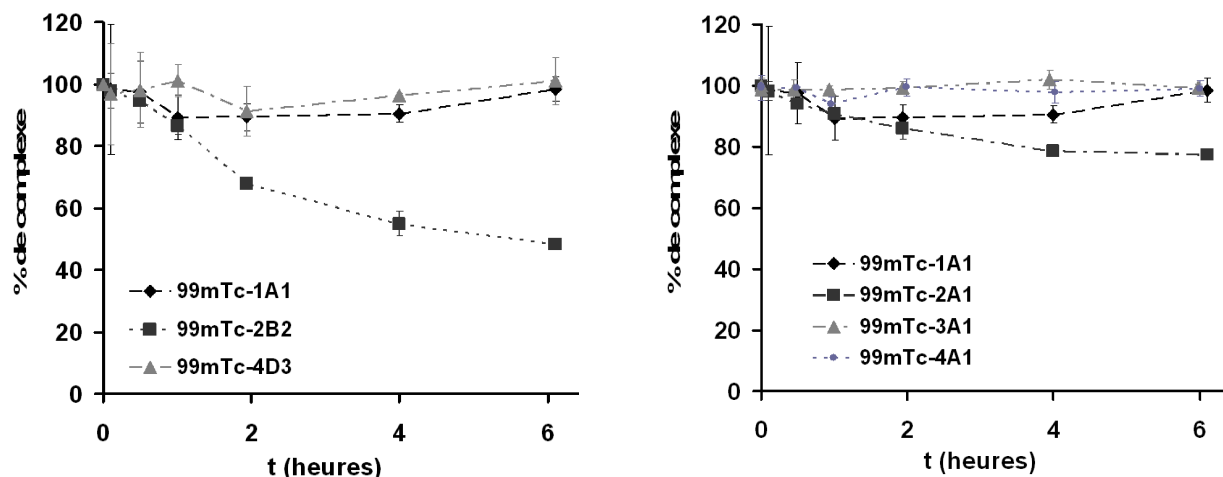 120
100
80
60
40
20
0
% de complexe
99mTc-1A1
99mTc-2B2
99mTc-4D3
0 2 4 6
t (heures)
120
100
80
60
40
20
0
% de complexe
99mTc-1A1
99mTc-2A1
99mTc-3A1
99mTc-4A1
0 2 4 6
t (heures)